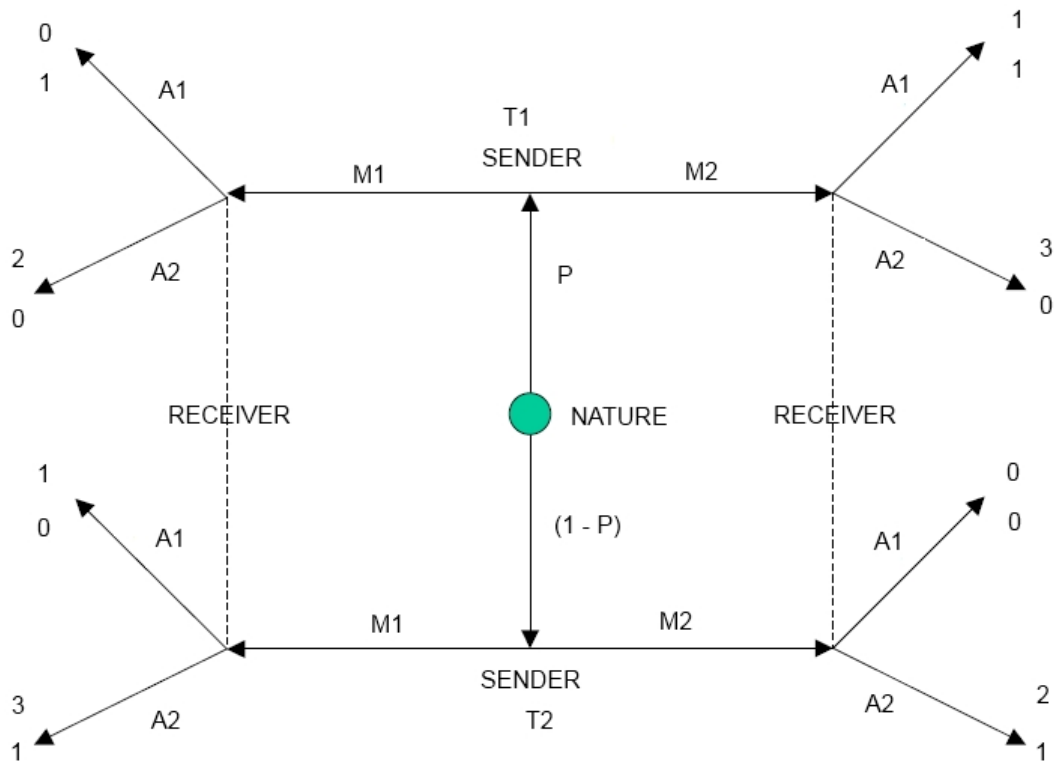 0
1
A1
T1
SENDER
M1
M2
A1
1
1
2
0
A2
P
A2
3
0
RECEIVER
NATURE
RECEIVER
1
0
A1
(1 - P)
A1
0
0
M1
M2
3
1
A2
SENDER
T2
A2
2
1